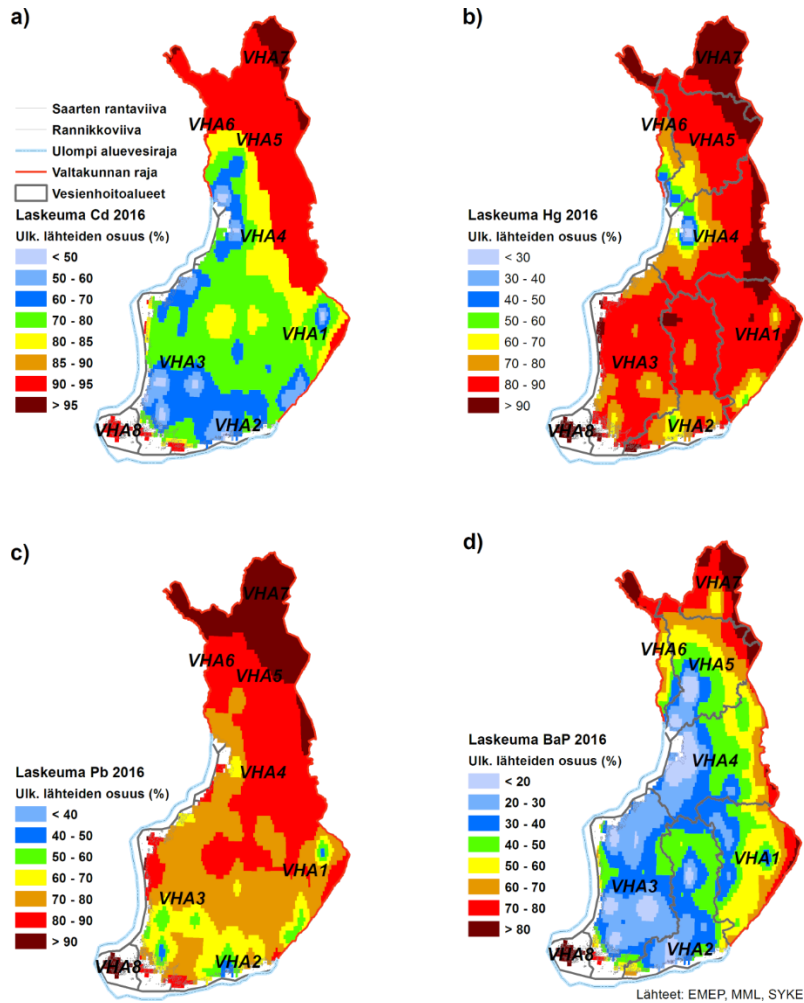 a)
VHA7
VHA6
VHA5
VHA4
VHA1
VHA3
VHA2
VHA8
Saarten rantaviiva
Rannikkoviiva
Ulompi aluevesiraja
Valtakunnan raja
Vesienhoitoalueet
Laskeuma Cd 2016
Ulk. lähteiden osuus (%)
< 50
50 - 60
60 - 70
70 - 80
80 - 85
85 - 90
90 - 95
> 95
b)
VHA7
VHA6
VHA5
VHA4
VHA1
VHA3
VHA2
VHA8
Laskeuma Hg 2016
Ulk. lähteiden osuus (%)
< 30
30 - 40
40 - 50
50 - 60
60 - 70
70 - 80
80 - 90
> 90
c)
VHA7
VHA6
VHA5
VHA4
VHA1
VHA3
VHA2
VHA8
Laskeuma Pb 2016
Ulk. lähteiden osuus (%)
< 40
40 - 50
50 - 60
60 - 70
70 - 80
80 - 90
> 90
d)
VHA7
VHA6
VHA5
VHA4
VHA1
VHA3
VHA2
VHA8
Laskeuma BaP 2016
Ulk. lähteiden osuus (%)
< 20
20 - 30
30 - 40
40 - 50
50 - 60
60 - 70
70 - 80
> 80
Lähteet: EMEP, MML, SYKE